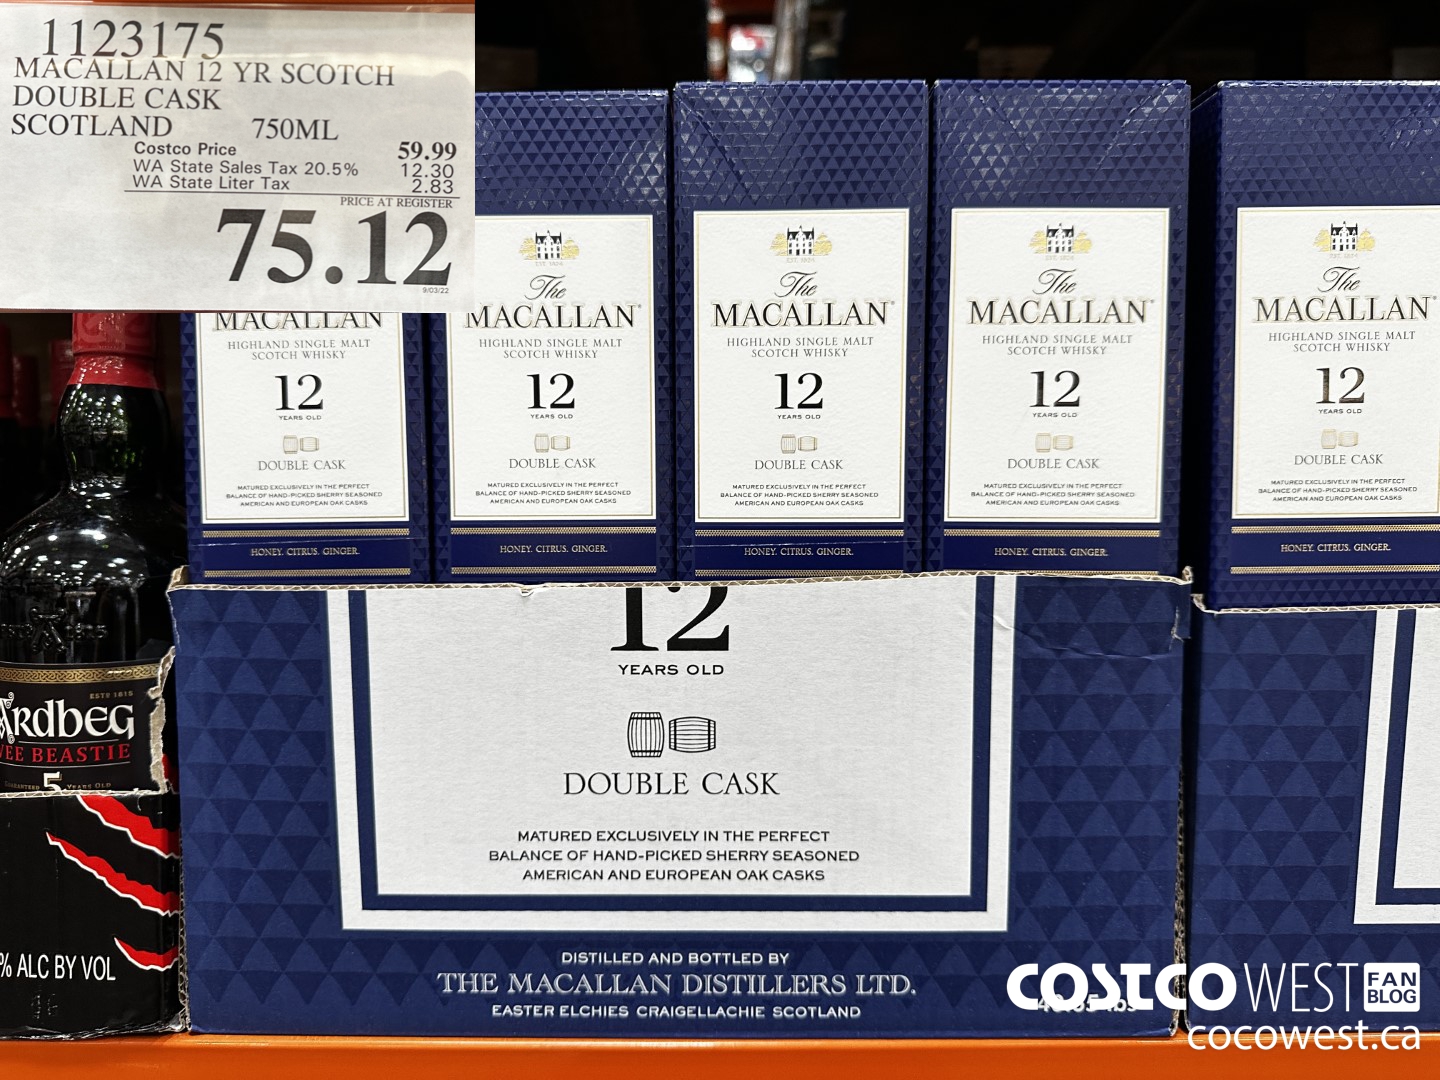 1123175
MACALLAN 12 YR SCOTCH
DOUBLE CASK
SCOTLAND 750ML
Costco Price 59.99
WA State Sales Tax 20.5% 12.30
WA State Liter Tax 2.83
PRICE AT REGISTER
75.12
9/03/22
MACALLAN
HIGHLAND SINGLE MALT
SCOTCH WHISKY
12
YEARS OLD
DOUBLE CASK
MATURED EXCLUSIVELY IN THE PERFECT
BALANCE OF HAND-PICKED SHERRY SEASONED
AMERICAN AND EUROPEAN OAK CASKS
HONEY. CITRUS. GINGER.
The
MACALLAN
HIGHLAND SINGLE MALT
SCOTCH WHISKY
12
YEARS OLD
DOUBLE CASK
MATURED EXCLUSIVELY IN THE PERFECT
BALANCE OF HAND-PICKED SHERRY SEASONED
AMERICAN AND EUROPEAN OAK CASKS
HONEY. CITRUS. GINGER.
The
MACALLAN
HIGHLAND SINGLE MALT
SCOTCH WHISKY
12
YEARS OLD
DOUBLE CASK
MATURED EXCLUSIVELY IN THE PERFECT
BALANCE OF HAND-PICKED SHERRY SEASONED
AMERICAN AND EUROPEAN OAK CASKS
HONEY. CITRUS. GINGER.
The
MACALLAN
HIGHLAND SINGLE MALT
SCOTCH WHISKY
12
YEARS OLD
DOUBLE CASK
MATURED EXCLUSIVELY IN THE PERFECT
BALANCE OF HAND-PICKED SHERRY SEASONED
AMERICAN AND EUROPEAN OAK CASKS
HONEY. CITRUS. GINGER.
The
MACALLAN
HIGHLAND SINGLE MALT
SCOTCH WHISKY
12
YEARS OLD
DOUBLE CASK
MATURED EXCLUSIVELY IN THE PERFECT
BALANCE OF HAND-PICKED SHERRY SEASONED
AMERICAN AND EUROPEAN OAK CASKS
HONEY. CITRUS. GINGER.
ESTD 1815
ARdbeG
WEE BEASTIE
5 YEARS OLD
% ALC BY VOL
12
YEARS OLD
DOUBLE CASK
MATURED EXCLUSIVELY IN THE PERFECT
BALANCE OF HAND-PICKED SHERRY SEASONED
AMERICAN AND EUROPEAN OAK CASKS
DISTILLED AND BOTTLED BY
THE MACALLAN DISTILLERS LTD.
EASTER ELCHIES CRAIGELLACHIE SCOTLAND
COSTCO WEST FAN BLOG
cocowest.ca